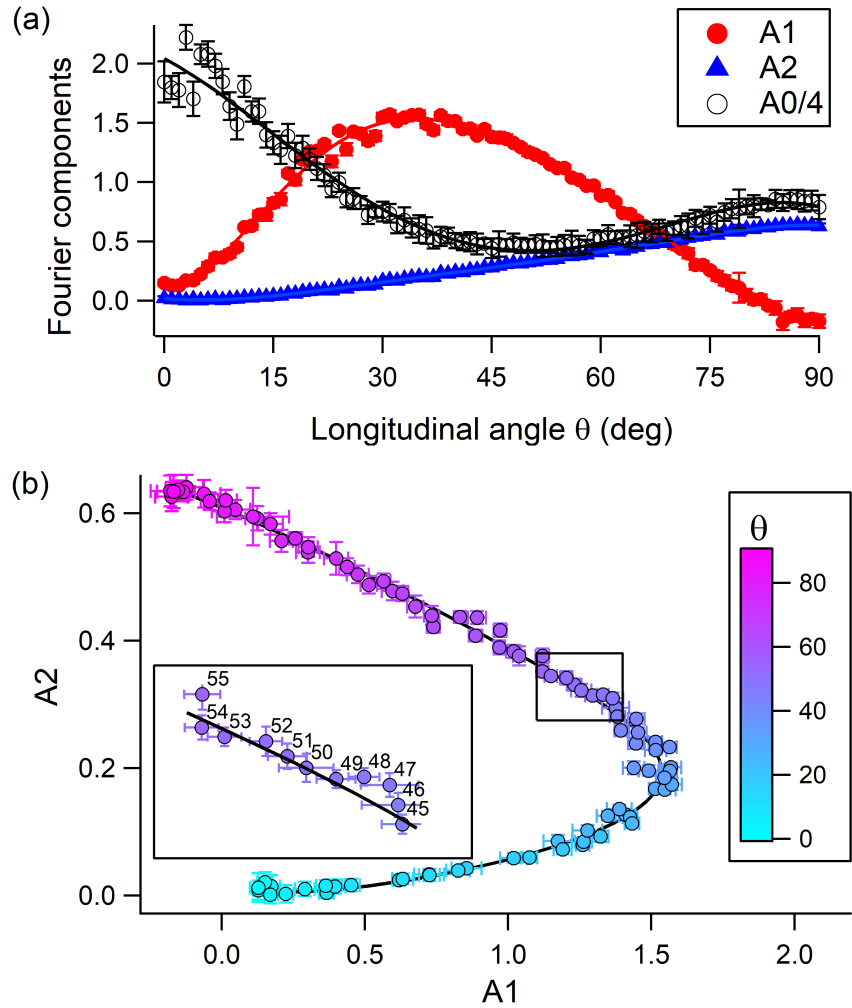 (a)
Fourier components
2.0
1.5
1.0
0.5
0.0
A1
A2
A0/4
0 15 30 45 60 75 90
Longitudinal angle θ (deg)
(b)
A2
0.6
0.4
0.2
0.0
55
54
53
52
51
50
49
48
47
46
45
θ
80
60
40
20
0
0.0 0.5 1.0 1.5 2.0
A1